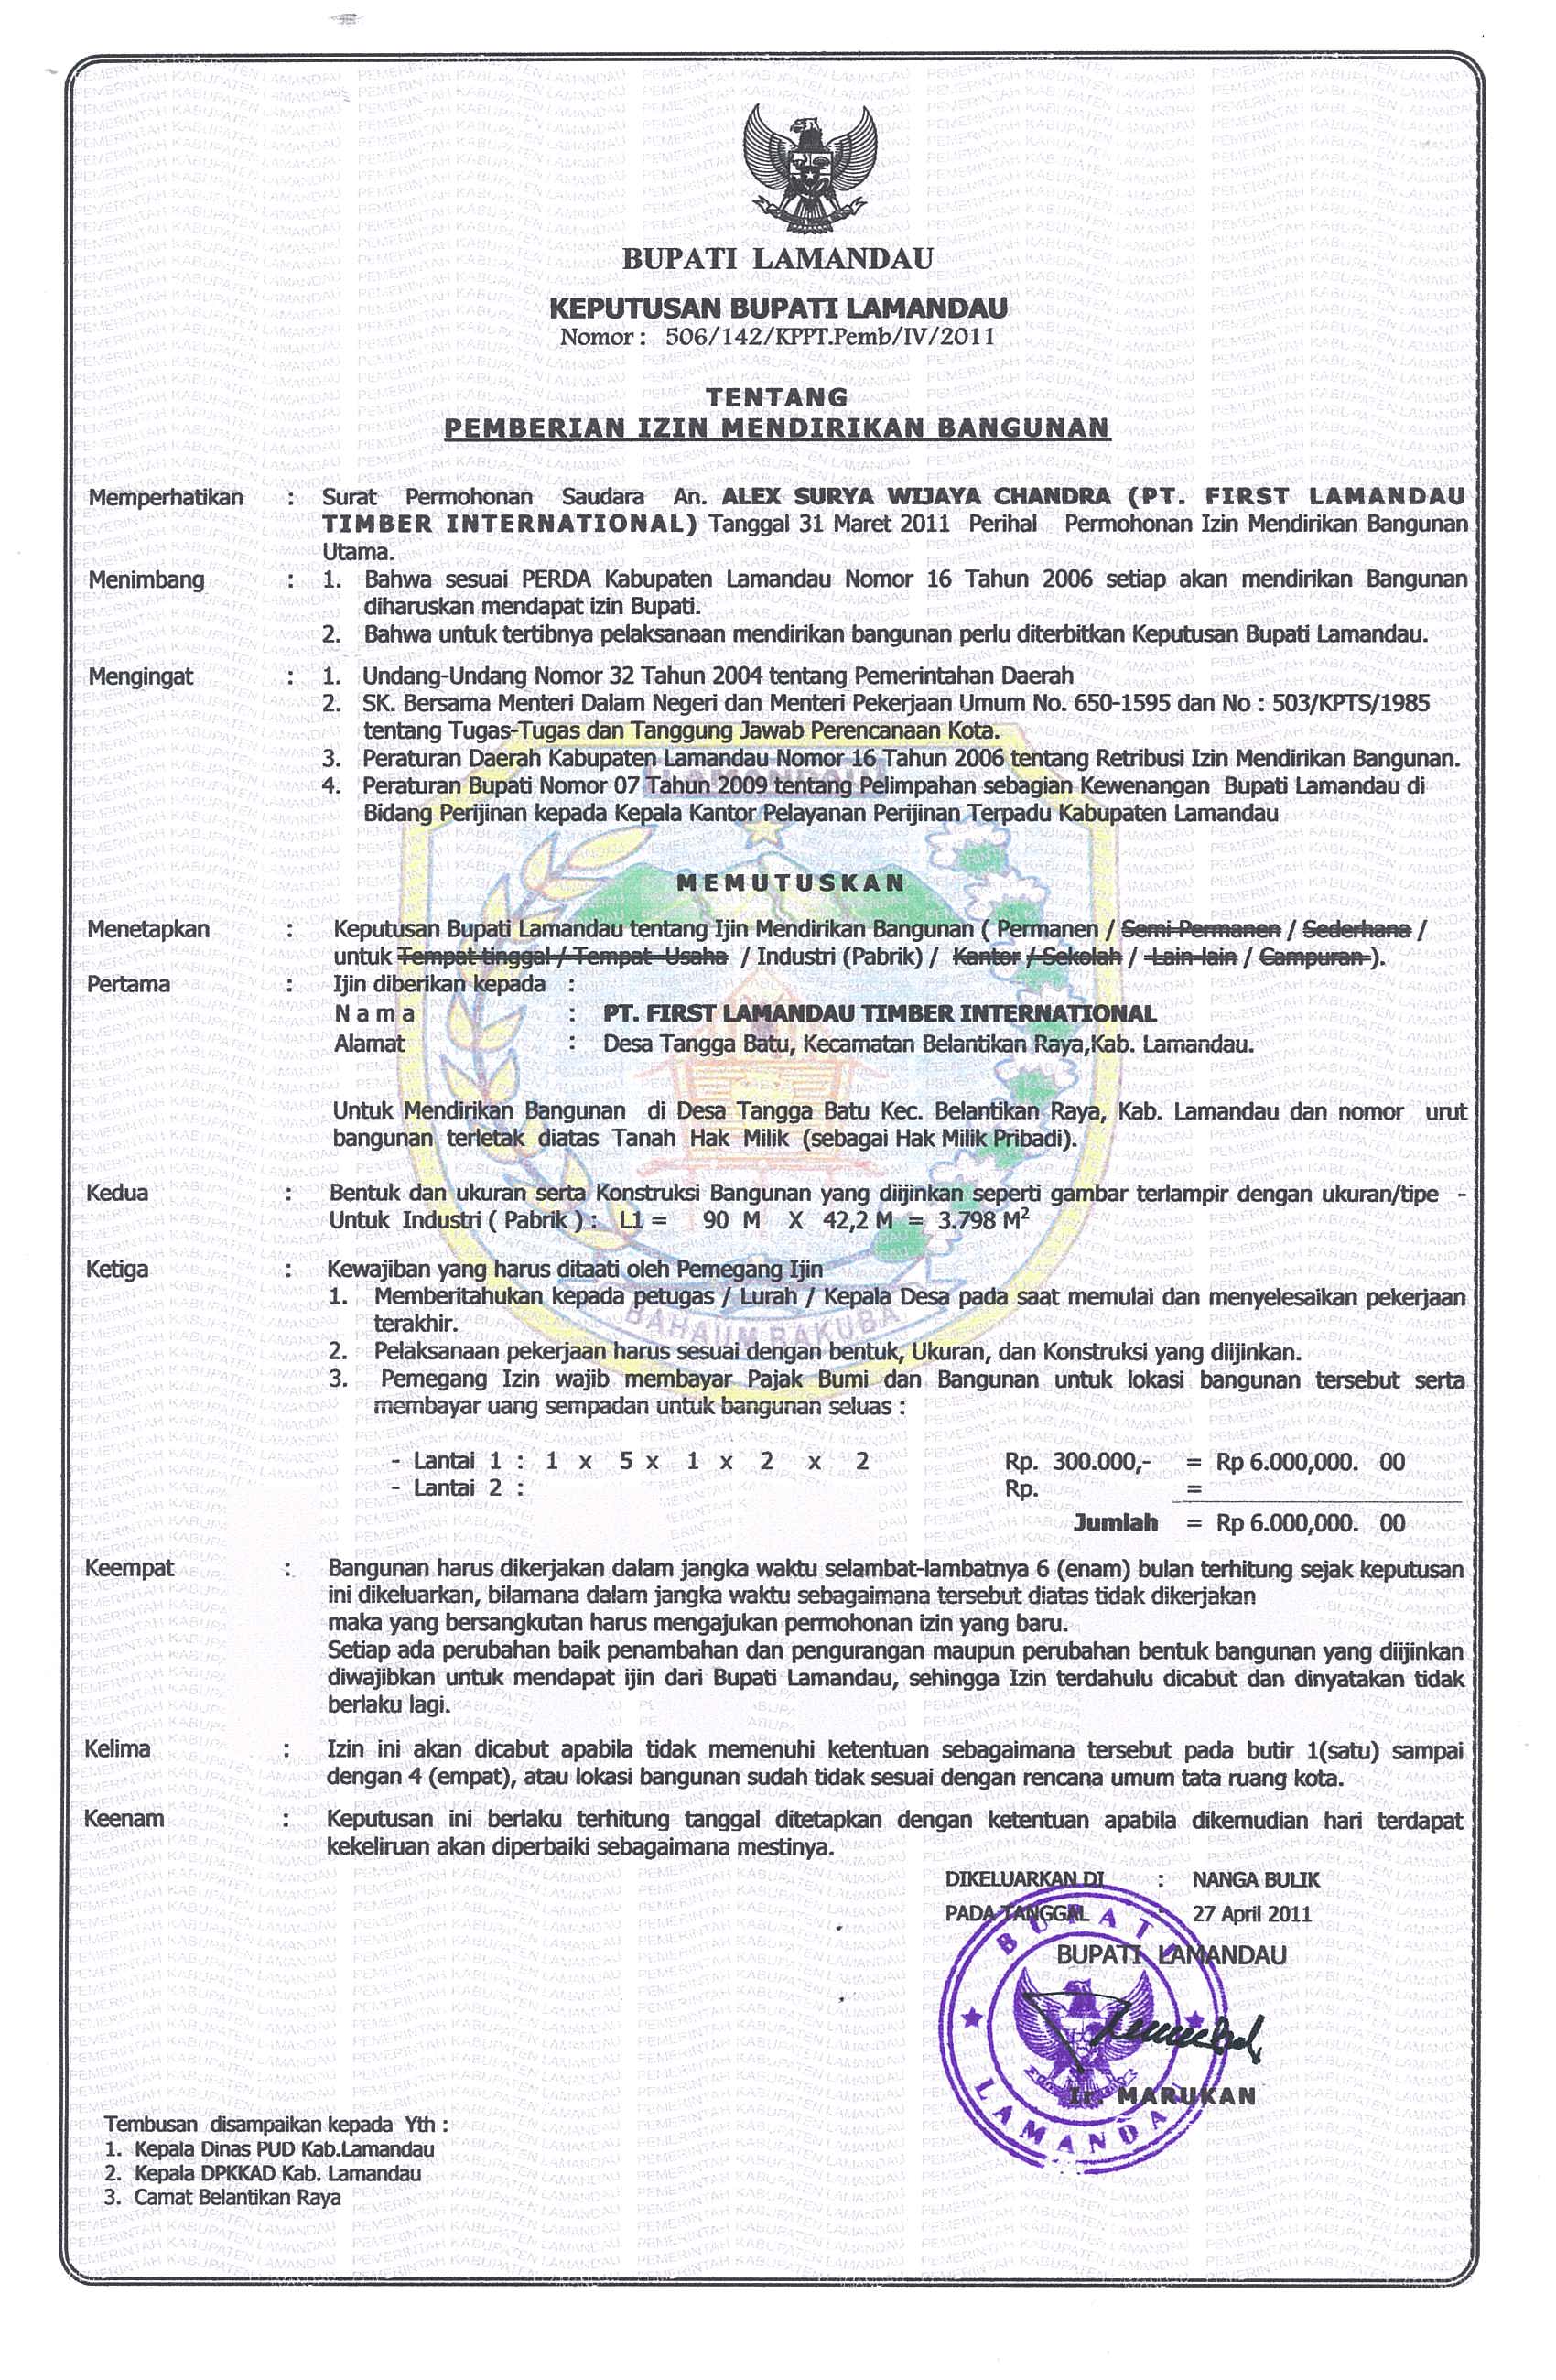 BUPATI LAMANDAU
KEPUTUSAN BUPATI LAMANDAU
Nomor : 506/142/KPPT.Pemb/IV/2011
TENTANG
PEMBERIAN IZIN MENDIRIKAN BANGUNAN
Memperhatikan : Surat Permohonan Saudara An. ALEX SURYA WIJAYA CHANDRA (PT. FIRST LAMANDAU
TIMBER INTERNATIONAL) Tanggal 31 Maret 2011 Perihal Permohonan Izin Mendirikan Bangunan
Utama.
Menimbang : 1. Bahwa sesuai PERDA Kabupaten Lamandau Nomor 16 Tahun 2006 setiap akan mendirikan Bangunan
diharuskan mendapat izin Bupati.
2. Bahwa untuk tertibnya pelaksanaan mendirikan bangunan perlu diterbitkan Keputusan Bupati Lamandau.
Mengingat : 1. Undang-Undang Nomor 32 Tahun 2004 tentang Pemerintahan Daerah
2. SK. Bersama Menteri Dalam Negeri dan Menteri Pekerjaan Umum No. 650-1595 dan No : 503/KPTS/1985
tentang Tugas-Tugas dan Tanggung Jawab Perencanaan Kota.
3. Peraturan Daerah Kabupaten Lamandau Nomor 16 Tahun 2006 tentang Retribusi Izin Mendirikan Bangunan.
LAMANDAU
4. Peraturan Bupati Nomor 07 Tahun 2009 tentang Pelimpahan sebagian Kewenangan Bupati Lamandau di
Bidang Perijinan kepada Kepala Kantor Pelayanan Perijinan Terpadu Kabupaten Lamandau
MEMUTUSKAN
Menetapkan : Keputusan Bupati Lamandau tentang Ijin Mendirikan Bangunan ( Permanen / Semi Permanen / Sederhana /
untuk Tempat tinggal / Tempat Usaha / Industri (Pabrik) / Kantor / Sekolah / Lain-lain / Campuran ).
Pertama : Ijin diberikan kepada :
N a m a : PT. FIRST LAMANDAU TIMBER INTERNATIONAL
Alamat : Desa Tangga Batu, Kecamatan Belantikan Raya,Kab. Lamandau.
Untuk Mendirikan Bangunan di Desa Tangga Batu Kec. Belantikan Raya, Kab. Lamandau dan nomor urut
bangunan terletak diatas Tanah Hak Milik (sebagai Hak Milik Pribadi).
Kedua : Bentuk dan ukuran serta Konstruksi Bangunan yang diijinkan seperti gambar terlampir dengan ukuran/tipe -
Untuk Industri ( Pabrik ) : L1 = 90 M X 42,2 M = 3.798 M²
Ketiga : Kewajiban yang harus ditaati oleh Pemegang Ijin
1. Memberitahukan kepada petugas / Lurah / Kepala Desa pada saat memulai dan menyelesaikan pekerjaan
terakhir.
BAHAUM BAKUBA
2. Pelaksanaan pekerjaan harus sesuai dengan bentuk, Ukuran, dan Konstruksi yang diijinkan.
3. Pemegang Izin wajib membayar Pajak Bumi dan Bangunan untuk lokasi bangunan tersebut serta
membayar uang sempadan untuk bangunan seluas :
- Lantai 1 : 1 x 5 x 1 x 2 x 2 Rp. 300.000,- = Rp 6.000,000. 00
- Lantai 2 : Rp. =
Jumlah = Rp 6.000,000. 00
Keempat : Bangunan harus dikerjakan dalam jangka waktu selambat-lambatnya 6 (enam) bulan terhitung sejak keputusan
ini dikeluarkan, bilamana dalam jangka waktu sebagaimana tersebut diatas tidak dikerjakan
maka yang bersangkutan harus mengajukan permohonan izin yang baru.
Setiap ada perubahan baik penambahan dan pengurangan maupun perubahan bentuk bangunan yang diijinkan
diwajibkan untuk mendapat ijin dari Bupati Lamandau, sehingga Izin terdahulu dicabut dan dinyatakan tidak
berlaku lagi.
Kelima : Izin ini akan dicabut apabila tidak memenuhi ketentuan sebagaimana tersebut pada butir 1(satu) sampai
dengan 4 (empat), atau lokasi bangunan sudah tidak sesuai dengan rencana umum tata ruang kota.
Keenam : Keputusan ini berlaku terhitung tanggal ditetapkan dengan ketentuan apabila dikemudian hari terdapat
kekeliruan akan diperbaiki sebagaimana mestinya.
DIKELUARKAN DI : NANGA BULIK
PADA TANGGAL : 27 April 2011
BUPATI LAMANDAU
BUPATI
LAMANDAU
Ir. MARUKAN
Tembusan disampaikan kepada Yth :
1. Kepala Dinas PUD Kab.Lamandau
2. Kepala DPKKAD Kab. Lamandau
3. Camat Belantikan Raya